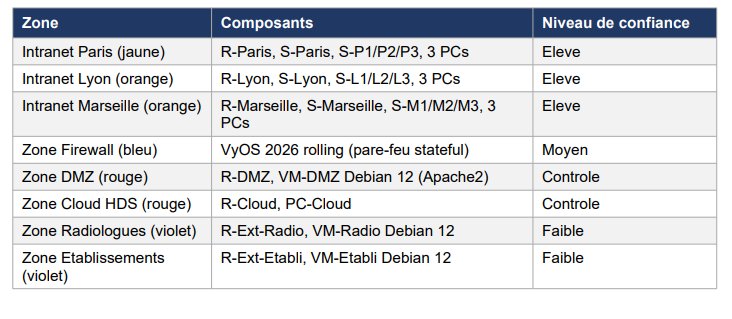 Zone Composants Niveau de confiance
Intranet Paris (jaune) R-Paris, S-Paris, S-P1/P2/P3, 3 PCs Eleve
Intranet Lyon (orange) R-Lyon, S-Lyon, S-L1/L2/L3, 3 PCs Eleve
Intranet Marseille (orange) R-Marseille, S-Marseille, S-M1/M2/M3, 3 Eleve
PCs
Zone Firewall (bleu) VyOS 2026 rolling (pare-feu stateful) Moyen
Zone DMZ (rouge) R-DMZ, VM-DMZ Debian 12 (Apache2) Controle
Zone Cloud HDS (rouge) R-Cloud, PC-Cloud Controle
Zone Radiologues (violet) R-Ext-Radio, VM-Radio Debian 12 Faible
Zone Etablissements R-Ext-Etabli, VM-Etabli Debian 12 Faible
(violet)